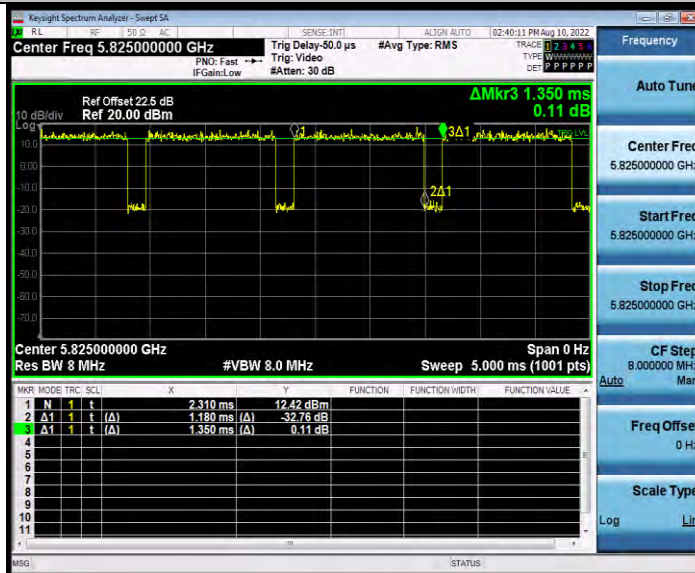 Keysight Spectrum Analyzer - Swept SA
RL RF 50 Ω AC SENSE:INT ALIGN AUTO 02:40:11 PM Aug 10, 2022
Center Freq 5.825000000 GHz
PNO: Fast
IFGain:Low
Trig Delay-50.0 µs
Trig: Video
#Atten: 30 dB
#Avg Type: RMS
TRACE 1 2 3 4 5 6
TYPE W
DET P P P P P P
Frequency
ΔMkr3 1.350 ms
0.11 dB
Ref Offset 22.5 dB
10 dB/div Ref 20.00 dBm
Log
1
3Δ1
TRIG LVL
2Δ1
10.0
0.00
-10.0
-20.0
-30.0
-40.0
-50.0
-60.0
-70.0
Center 5.825000000 GHz Span 0 Hz
Res BW 8 MHz #VBW 8.0 MHz Sweep 5.000 ms (1001 pts)
MKR MODE TRC SCL X Y FUNCTION FUNCTION WIDTH FUNCTION VALUE
1 N 1 t 2.310 ms 12.42 dBm
2 Δ1 1 t (Δ) 1.180 ms (Δ) -32.76 dB
3 Δ1 1 t (Δ) 1.350 ms (Δ) 0.11 dB
4
5
6
7
8
9
10
11
MSG STATUS
Auto Tune
Center Freq
5.825000000 GHz
Start Freq
5.825000000 GHz
Stop Freq
5.825000000 GHz
CF Step
8.000000 MHz
Auto Man
Freq Offset
0 Hz
Scale Type
Log Lin